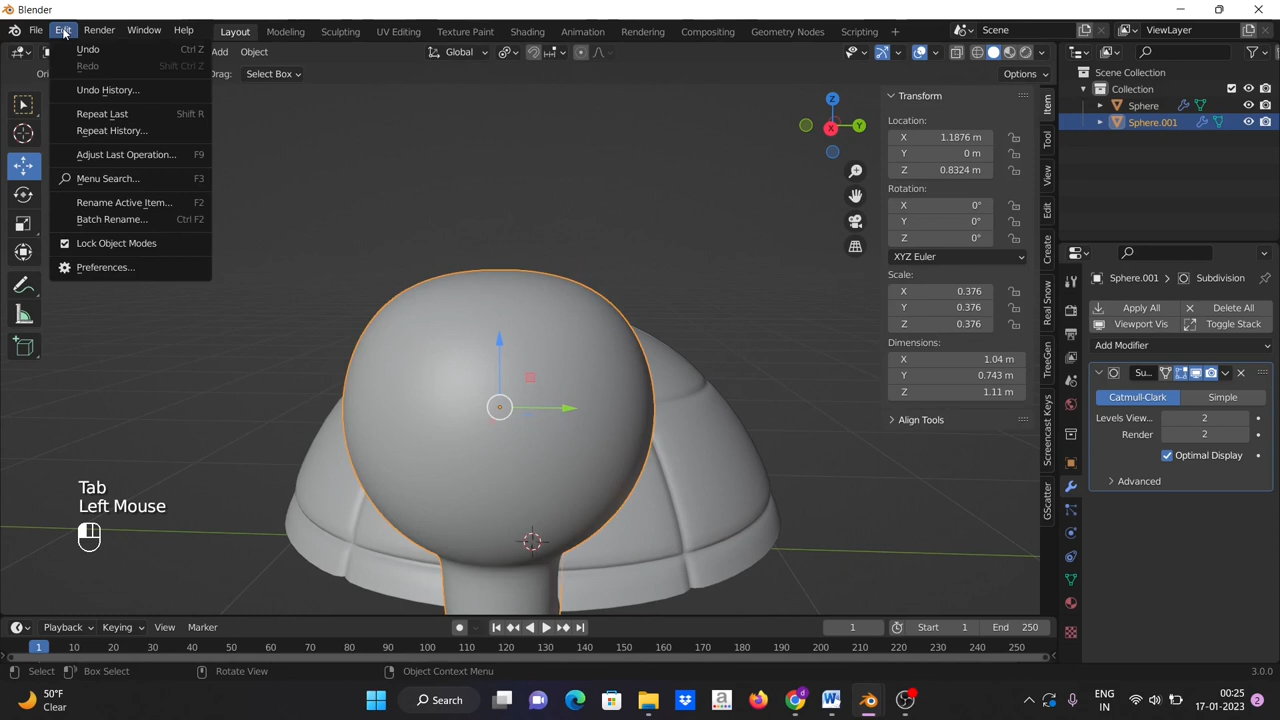 Blender
File Edit Render Window Help Layout Modeling Sculpting UV Editing Texture Paint Shading Animation Rendering Compositing Geometry Nodes Scripting + Scene ViewLayer
Undo Ctrl Z Add Object Global
Redo Shift Ctrl Z Ori Drag: Select Box Options
Undo History...
Repeat Last Shift R
Repeat History...
Adjust Last Operation... F9
Menu Search... F3
Rename Active Item... F2
Batch Rename... Ctrl F2
Lock Object Modes
Preferences...
Z
Y
X
Transform
Location:
X 1.1876 m
Y 0 m
Z 0.8324 m
Rotation:
X 0°
Y 0°
Z 0°
XYZ Euler
Scale:
X 0.376
Y 0.376
Z 0.376
Dimensions:
X 1.04 m
Y 0.743 m
Z 1.11 m
Align Tools
Item
Tool
View
Edit
Create
Real Snow
TreeGen
Screencast Keys
GScatter
Scene Collection
Collection
Sphere
Sphere.001
Sphere.001 Subdivision
Apply All Delete All
Viewport Vis Toggle Stack
Add Modifier
Su...
Catmull-Clark Simple
Levels View... 2
Render 2
Optimal Display
Advanced
Tab
Left Mouse
Playback Keying View Marker 1 Start 1 End 250
1 10 20 30 40 50 60 70 80 90 100 110 120 130 140 150 160 170 180 190 200 210 220 230 240 250
Select Box Select Rotate View Object Context Menu 3.0.0
50°F
Clear
Search
ENG
IN
00:25
17-01-2023
2